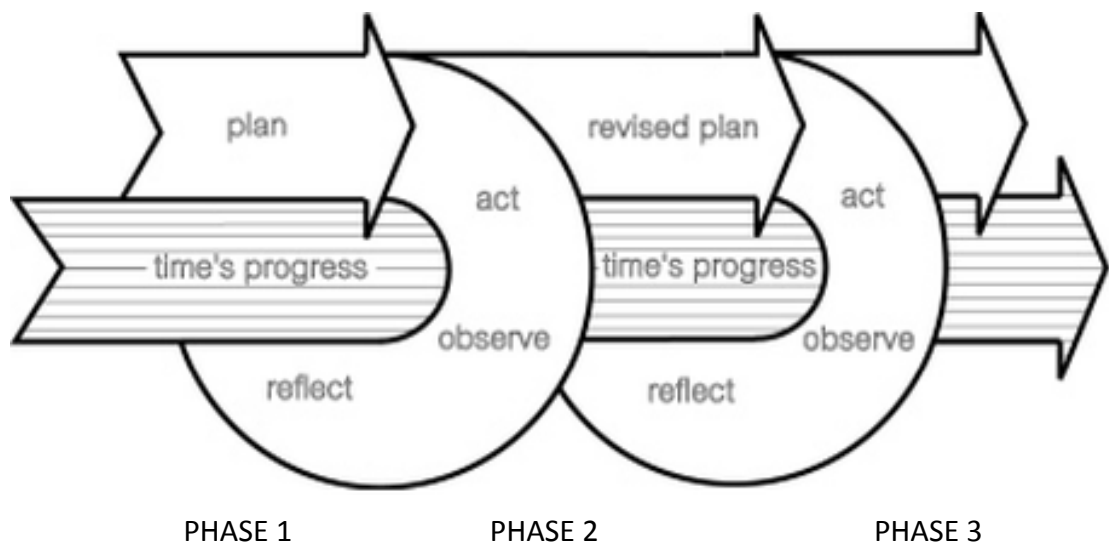 plan
revised plan
act
act
time's progress
time's progress
observe
observe
reflect
reflect
PHASE 1
PHASE 2
PHASE 3